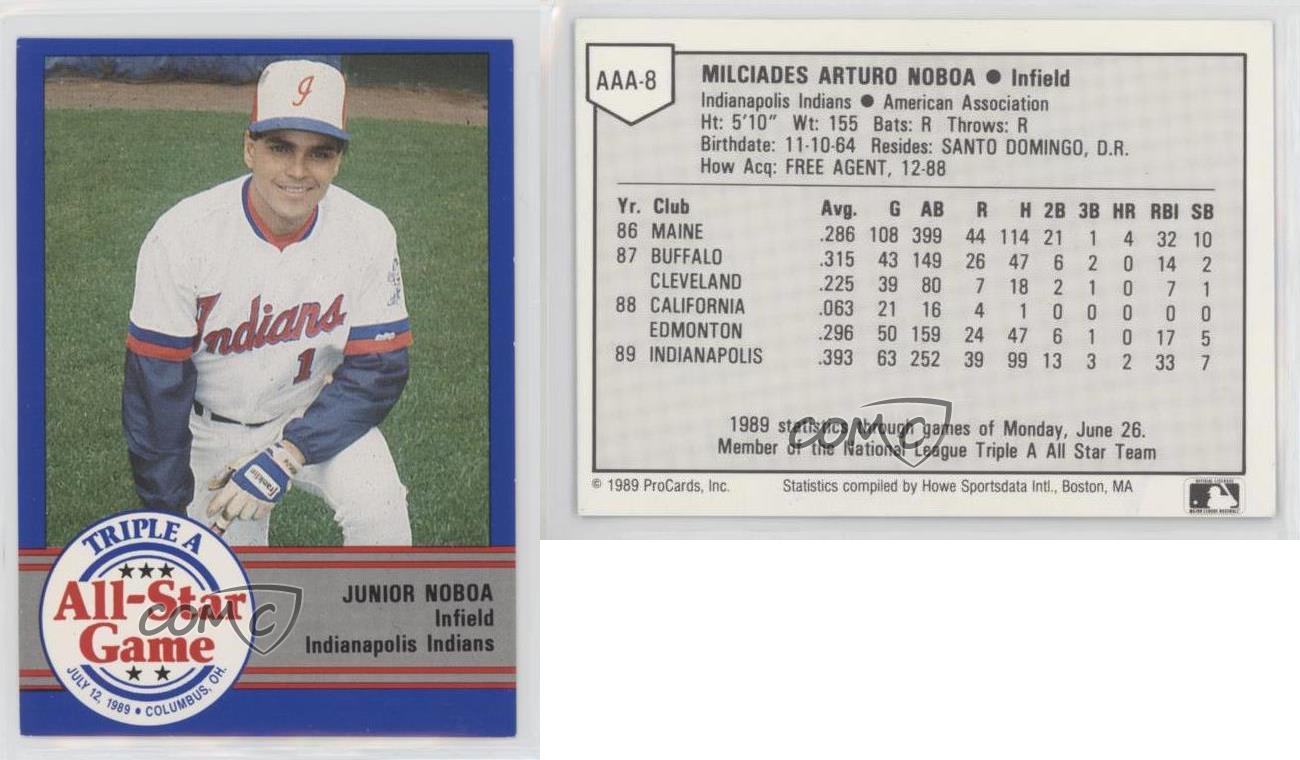 I
Indians
1
Franklin
TRIPLE A
All-Star
Game
JULY 12, 1989 • COLUMBUS, OH.
COMC
JUNIOR NOBOA
Infield
Indianapolis Indians
AAA-8
MILCIADES ARTURO NOBOA ● Infield
Indianapolis Indians ● American Association
Ht: 5'10" Wt: 155 Bats: R Throws: R
Birthdate: 11-10-64 Resides: SANTO DOMINGO, D.R.
How Acq: FREE AGENT, 12-88
Yr. Club Avg. G AB R H 2B 3B HR RBI SB
86 MAINE .286 108 399 44 114 21 1 4 32 10
87 BUFFALO .315 43 149 26 47 6 2 0 14 2
CLEVELAND .225 39 80 7 18 2 1 0 7 1
88 CALIFORNIA .063 21 16 4 1 0 0 0 0 0
EDMONTON .296 50 159 24 47 6 1 0 17 5
89 INDIANAPOLIS .393 63 252 39 99 13 3 2 33 7
1989 statistics through games of Monday, June 26.
Member of the National League Triple A All Star Team
COMC
© 1989 ProCards, Inc. Statistics compiled by Howe Sportsdata Intl., Boston, MA
OFFICIAL LICENSEE
MAJOR LEAGUE BASEBALL